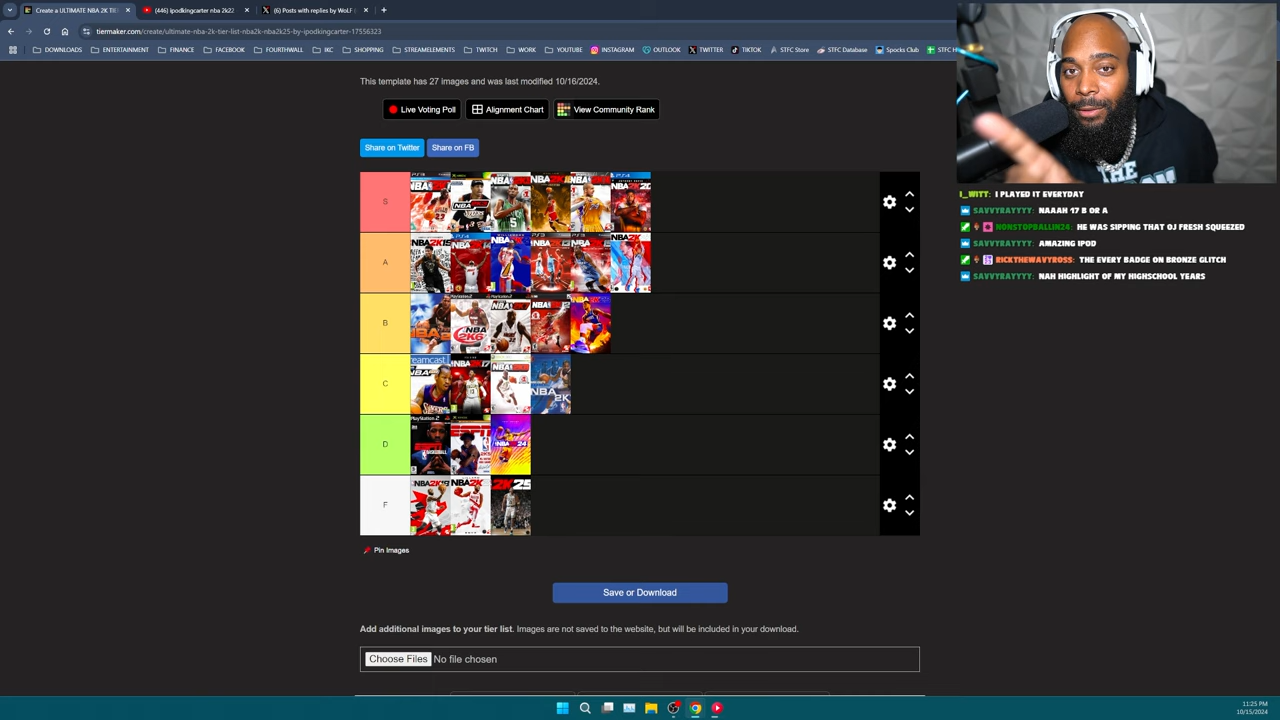 Create a ULTIMATE NBA 2K TIE
(446) ipodkingcarter nba 2k22
(6) Posts with replies by WoLF
tiermaker.com/create/ultimate-nba-2k-tier-list-nba2k-nba2k25-by-ipodkingcarter-17556323
DOWNLOADS ENTERTAINMENT FINANCE FACEBOOK FOURTHWALL IKC SHOPPING STREAMELEMENTS TWITCH WORK YOUTUBE INSTAGRAM OUTLOOK TWITTER TIKTOK STFC Store STFC Database Spocks Club
This template has 27 images and was last modified 10/16/2024.
Live Voting Poll
Alignment Chart
View Community Rank
Share on Twitter
Share on FB
S
A
B
C
D
F
Pin Images
Save or Download
Add additional images to your tier list. Images are not saved to the website, but will be included in your download.
Choose Files No file chosen
I_WITT: I PLAYED IT EVERYDAY
SAVVYRAYYYY: NAAAH 17 B OR A
NONSTOPBALLIN24: HE WAS SIPPING THAT OJ FRESH SQUEEZED
SAVVYRAYYYY: AMAZING IPOD
RICKTHEWAVYROSS: THE EVERY BADGE ON BRONZE GLITCH
SAVVYRAYYYY: NAH HIGHLIGHT OF MY HIGHSCHOOL YEARS
11:25 PM
10/15/2024